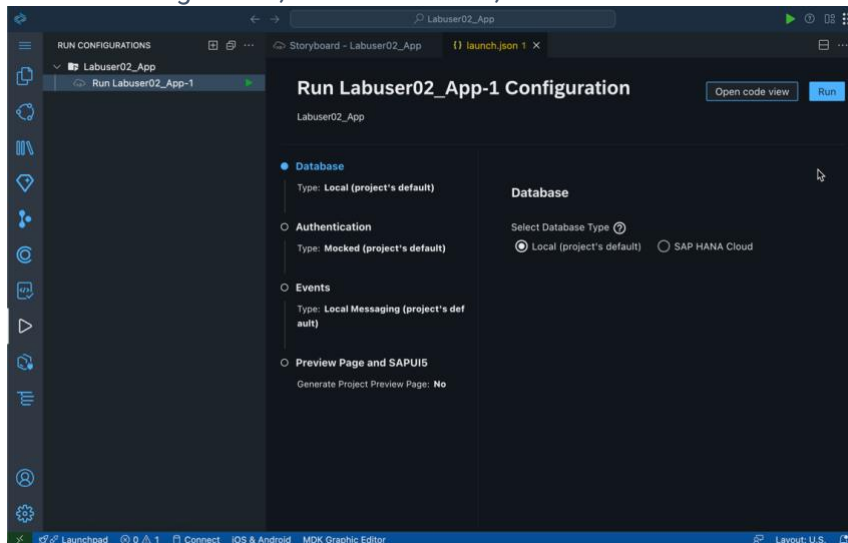 Labuser02_App
RUN CONFIGURATIONS
Storyboard - Labuser02_App
{} launch.json 1
Labuser02_App
Run Labuser02_App-1
Run Labuser02_App-1 Configuration
Open code view
Run
Labuser02_App
Database
Type: Local (project's default)
Authentication
Type: Mocked (project's default)
Events
Type: Local Messaging (project's def
ault)
Preview Page and SAPUI5
Generate Project Preview Page: No
Database
Select Database Type
Local (project's default) SAP HANA Cloud
Launchpad 0 1 Connect iOS & Android MDK Graphic Editor Layout: U.S.